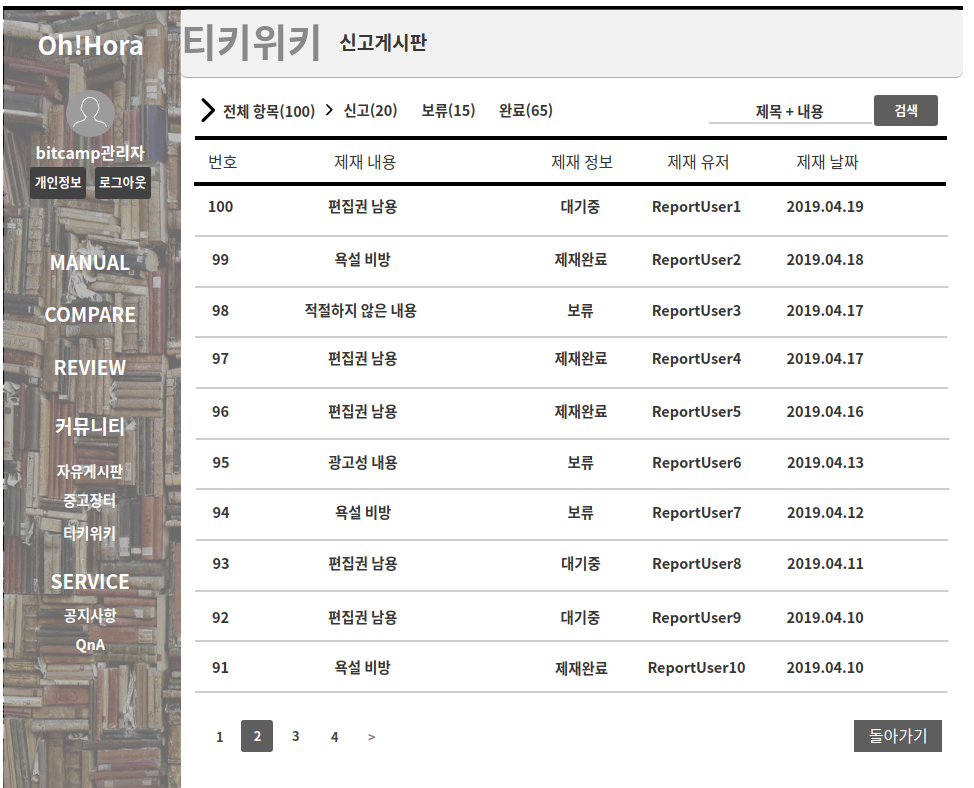 Oh!Hora
bitcamp관리자
개인정보 로그아웃
MANUAL
COMPARE
REVIEW
커뮤니티
자유게시판
중고장터
티키위키
SERVICE
공지사항
QnA
티키위키 신고게시판
전체 항목(100) 신고(20) 보류(15) 완료(65) 제목 + 내용 검색
번호 제재 내용 제재 정보 제재 유저 제재 날짜
100 편집권 남용 대기중 ReportUser1 2019.04.19
99 욕설 비방 제재완료 ReportUser2 2019.04.18
98 적절하지 않은 내용 보류 ReportUser3 2019.04.17
97 편집권 남용 제재완료 ReportUser4 2019.04.17
96 편집권 남용 제재완료 ReportUser5 2019.04.16
95 광고성 내용 보류 ReportUser6 2019.04.13
94 욕설 비방 보류 ReportUser7 2019.04.12
93 편집권 남용 대기중 ReportUser8 2019.04.11
92 편집권 남용 대기중 ReportUser9 2019.04.10
91 욕설 비방 제재완료 ReportUser10 2019.04.10
1 2 3 4 > 돌아가기